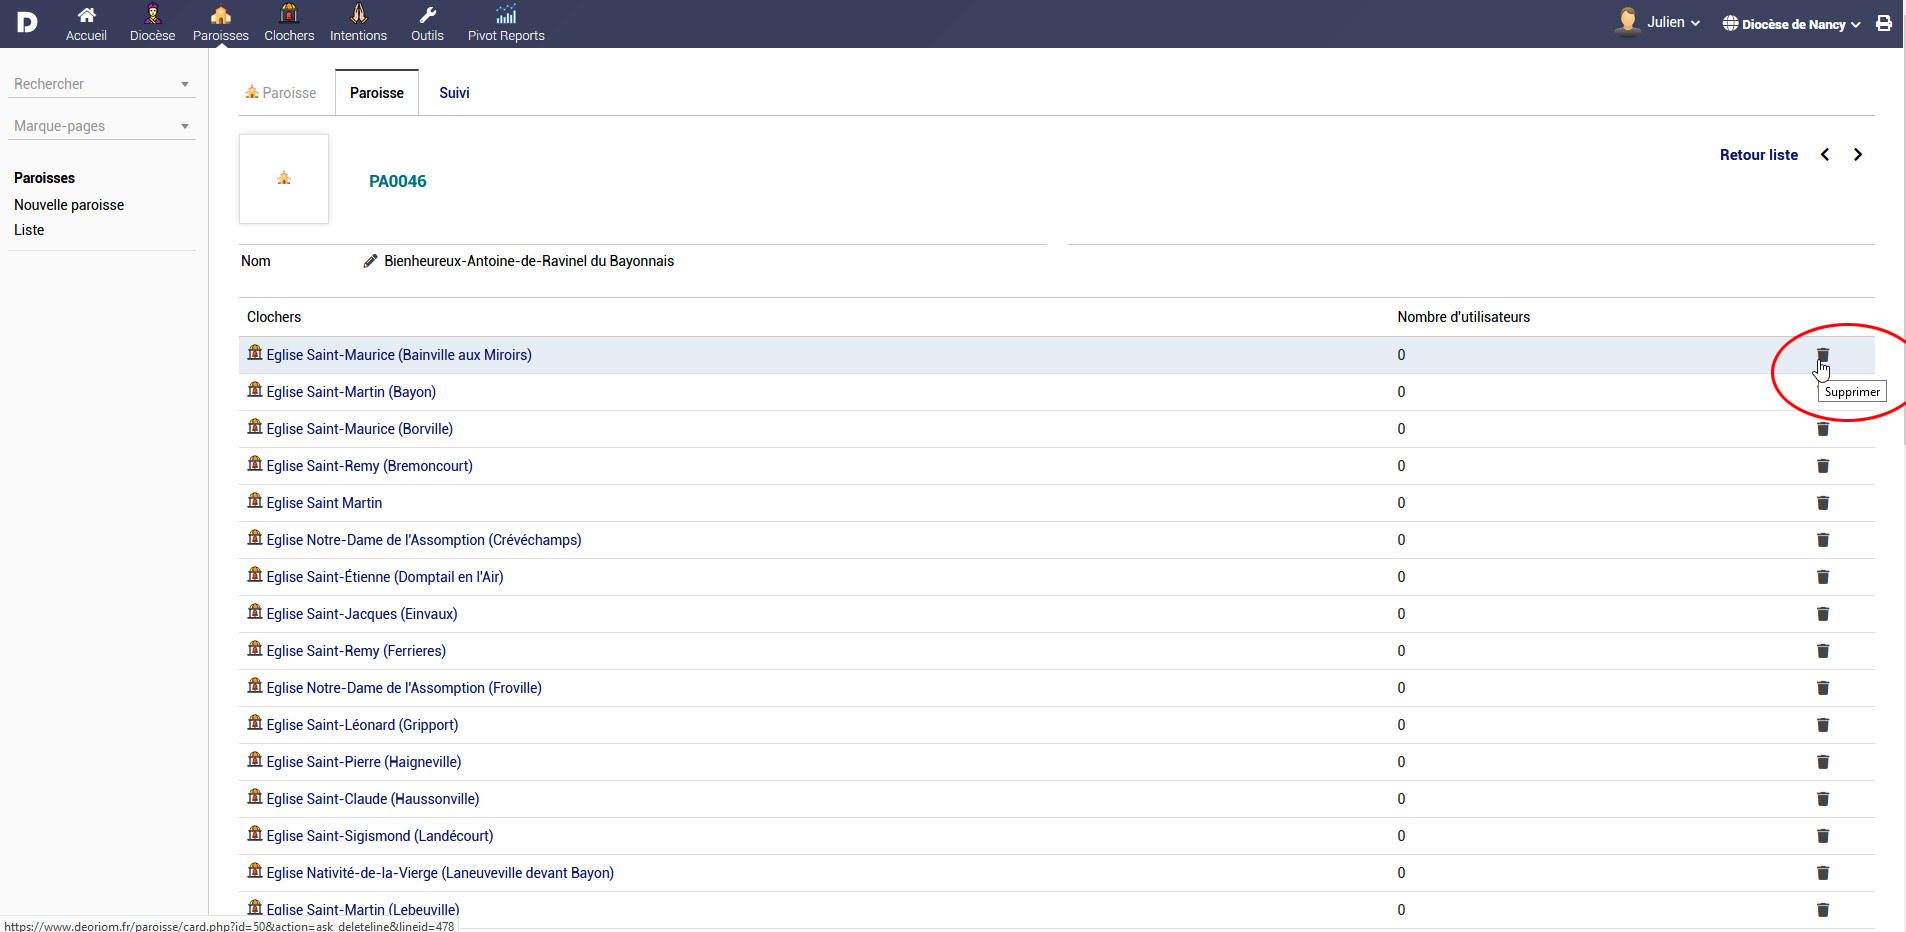 D
Accueil
Diocèse
Paroisses
Clochers
Intentions
Outils
Pivot Reports
Julien
Diocèse de Nancy
Rechercher
Marque-pages
Paroisses
Nouvelle paroisse
Liste
Paroisse
Paroisse
Suivi
PA0046
Retour liste
Nom
Bienheureux-Antoine-de-Ravinel du Bayonnais
Clochers
Nombre d'utilisateurs
Eglise Saint-Maurice (Bainville aux Miroirs)
0
Supprimer
Eglise Saint-Martin (Bayon)
0
Eglise Saint-Maurice (Borville)
0
Eglise Saint-Remy (Bremoncourt)
0
Eglise Saint Martin
0
Eglise Notre-Dame de l'Assomption (Crévéchamps)
0
Eglise Saint-Étienne (Domptail en l'Air)
0
Eglise Saint-Jacques (Einvaux)
0
Eglise Saint-Remy (Ferrieres)
0
Eglise Notre-Dame de l'Assomption (Froville)
0
Eglise Saint-Léonard (Gripport)
0
Eglise Saint-Pierre (Haigneville)
0
Eglise Saint-Claude (Haussonville)
0
Eglise Saint-Sigismond (Landécourt)
0
Eglise Nativité-de-la-Vierge (Laneuveville devant Bayon)
0
Eglise Saint-Martin (Lebeuville)
0
https://www.deoriom.fr/paroisse/card.php?id=50&action=ask_deleteline&lineid=478